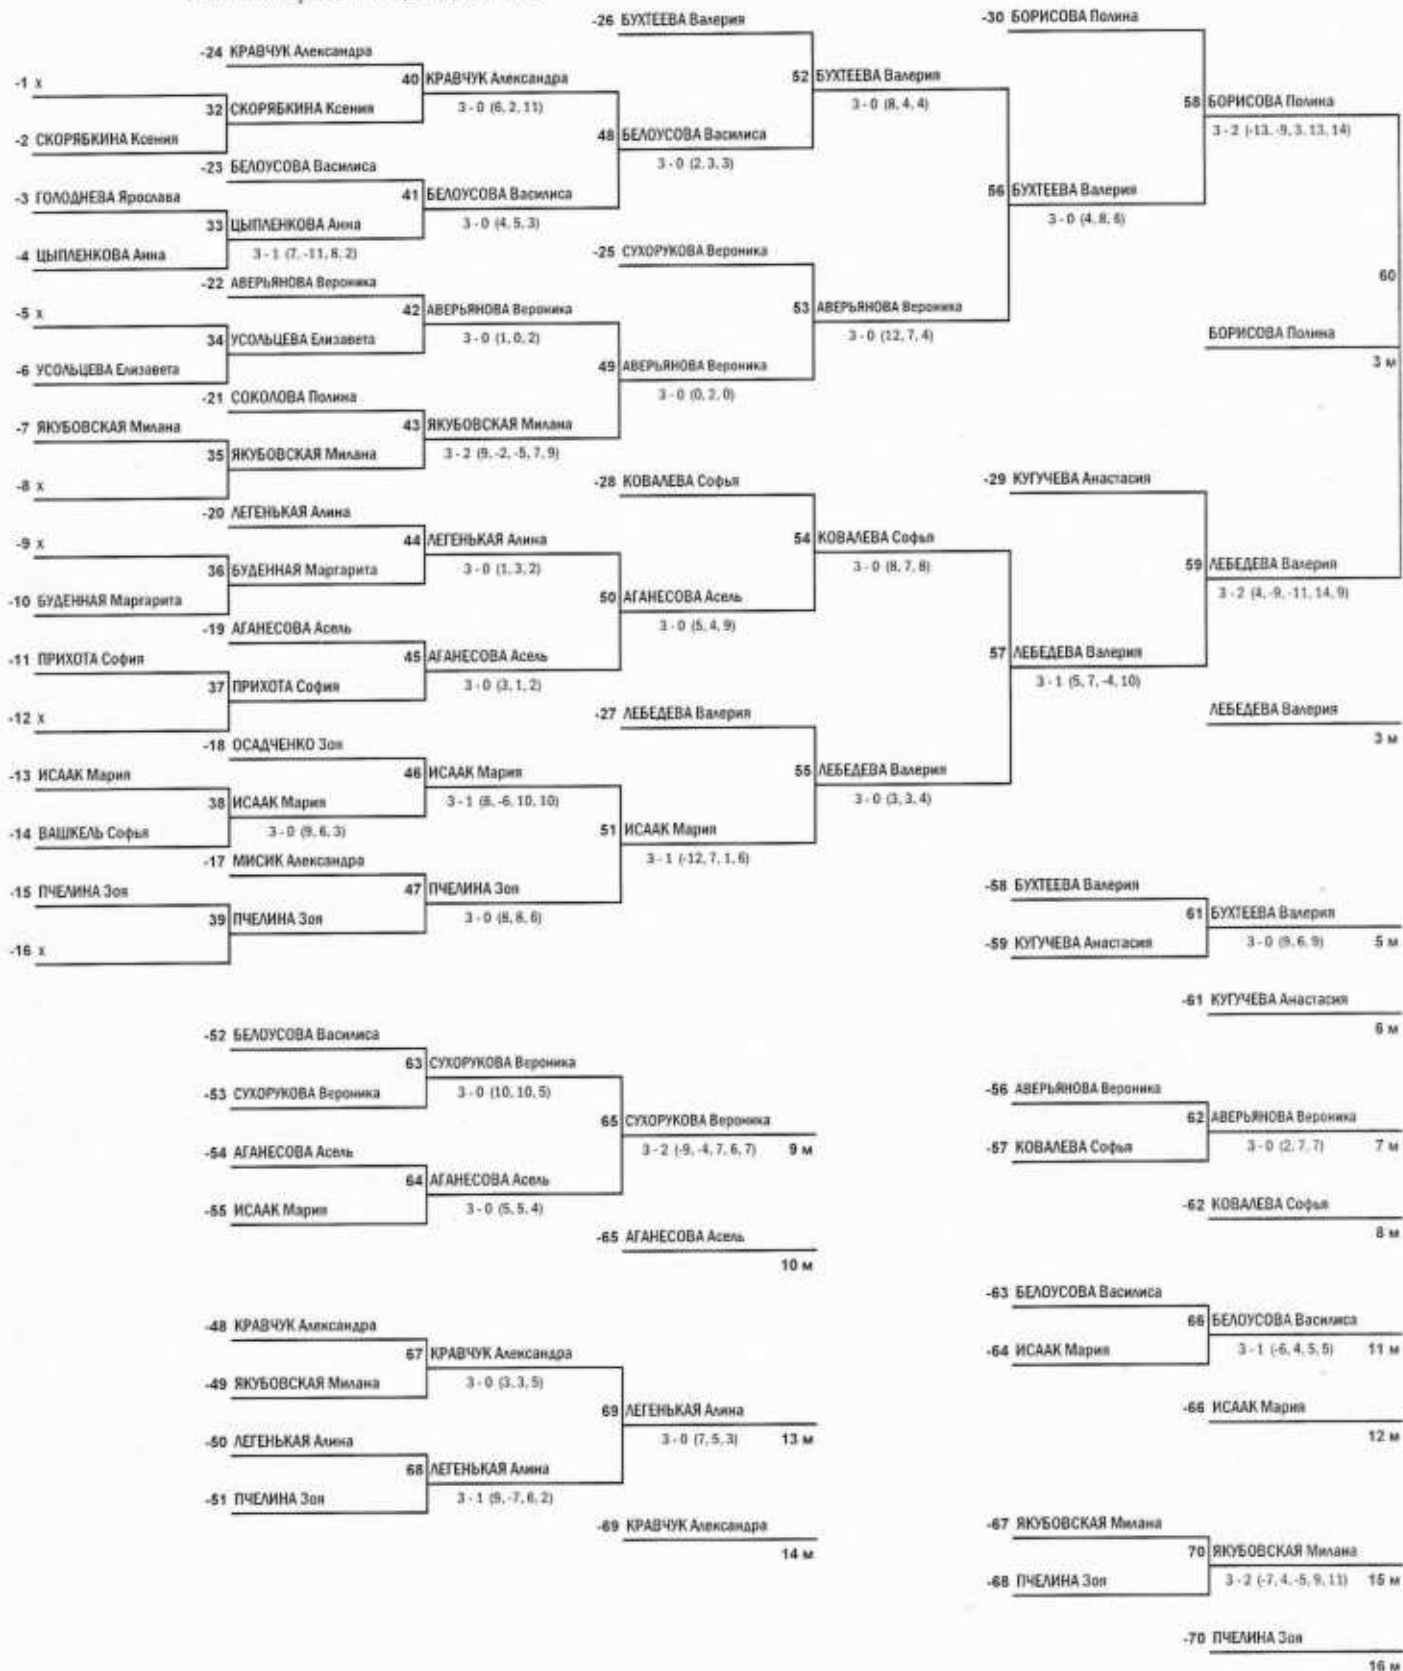 -26 БУХТЕЕВА Валерия
-30 БОРИСОВА Полина
-24 КРАВЧУК Александра
-1 х
40 КРАВЧУК Александра
52 БУХТЕЕВА Валерия
3 - 0 (6, 2, 11)
3 - 0 (8, 4, 4)
32 СКОРЯБКИНА Ксения
58 БОРИСОВА Полина
3 - 2 (-13, -9, 3, 13, 14)
-2 СКОРЯБКИНА Ксения
48 БЕЛОУСОВА Василиса
3 - 0 (2, 3, 3)
-23 БЕЛОУСОВА Василиса
-3 ГОЛОДНЕВА Ярослава
41 БЕЛОУСОВА Василиса
3 - 0 (4, 5, 3)
56 БУХТЕЕВА Валерия
3 - 0 (4, 8, 6)
33 ЦЫПЛЕНКОВА Анна
3 - 1 (7, -11, 8, 2)
-4 ЦЫПЛЕНКОВА Анна
-25 СУХОРУКОВА Вероника
60
-22 АВЕРЬЯНОВА Вероника
-5 х
42 АВЕРЬЯНОВА Вероника
3 - 0 (1, 0, 2)
53 АВЕРЬЯНОВА Вероника
3 - 0 (12, 7, 4)
34 УСОЛЬЦЕВА Елизавета
БОРИСОВА Полина
3 м
-6 УСОЛЬЦЕВА Елизавета
49 АВЕРЬЯНОВА Вероника
3 - 0 (0, 2, 0)
-21 СОКОЛОВА Полина
-7 ЯКУБОВСКАЯ Милана
43 ЯКУБОВСКАЯ Милана
3 - 2 (9, -2, -5, 7, 9)
35 ЯКУБОВСКАЯ Милана
-8 х
-28 КОВАЛЕВА Софья
-29 КУГУЧЕВА Анастасия
-20 ЛЕГЕНЬКАЯ Алина
-9 х
44 ЛЕГЕНЬКАЯ Алина
3 - 0 (1, 3, 2)
54 КОВАЛЕВА Софья
3 - 0 (8, 7, 8)
36 БУДЕННАЯ Маргарита
59 ЛЕБЕДЕВА Валерия
3 - 2 (4, -9, -11, 14, 9)
-10 БУДЕННАЯ Маргарита
50 АГАНЕСОВА Асель
3 - 0 (5, 4, 9)
-19 АГАНЕСОВА Асель
-11 ПРИХОТА София
45 АГАНЕСОВА Асель
3 - 0 (3, 1, 2)
57 ЛЕБЕДЕВА Валерия
3 - 1 (5, 7, -4, 10)
37 ПРИХОТА София
-12 х
-27 ЛЕБЕДЕВА Валерия
ЛЕБЕДЕВА Валерия
3 м
-18 ОСАДЧЕНКО Зоя
-13 ИСААК Мария
46 ИСААК Мария
3 - 1 (8, -6, 10, 10)
55 ЛЕБЕДЕВА Валерия
3 - 0 (3, 3, 4)
38 ИСААК Мария
3 - 0 (9, 6, 3)
-14 ВАШКЕЛЬ Софья
51 ИСААК Мария
3 - 1 (-12, 7, 1, 6)
-17 МИСИК Александра
-15 ПЧЕЛИНА Зоя
47 ПЧЕЛИНА Зоя
3 - 0 (8, 8, 6)
39 ПЧЕЛИНА Зоя
-16 х
-58 БУХТЕЕВА Валерия
61 БУХТЕЕВА Валерия
3 - 0 (9, 6, 9) 5 м
-59 КУГУЧЕВА Анастасия
-61 КУГУЧЕВА Анастасия
6 м
-52 БЕЛОУСОВА Василиса
63 СУХОРУКОВА Вероника
3 - 0 (10, 10, 5)
-53 СУХОРУКОВА Вероника
-56 АВЕРЬЯНОВА Вероника
62 АВЕРЬЯНОВА Вероника
3 - 0 (2, 7, 7) 7 м
-57 КОВАЛЕВА Софья
65 СУХОРУКОВА Вероника
3 - 2 (-9, -4, 7, 6, 7) 9 м
-54 АГАНЕСОВА Асель
64 АГАНЕСОВА Асель
3 - 0 (5, 5, 4)
-55 ИСААК Мария
-62 КОВАЛЕВА Софья
8 м
-65 АГАНЕСОВА Асель
10 м
-63 БЕЛОУСОВА Василиса
66 БЕЛОУСОВА Василиса
3 - 1 (-6, 4, 5, 5) 11 м
-64 ИСААК Мария
-48 КРАВЧУК Александра
67 КРАВЧУК Александра
3 - 0 (3, 3, 5)
-49 ЯКУБОВСКАЯ Милана
69 ЛЕГЕНЬКАЯ Алина
3 - 0 (7, 5, 3) 13 м
-66 ИСААК Мария
12 м
-50 ЛЕГЕНЬКАЯ Алина
68 ЛЕГЕНЬКАЯ Алина
3 - 1 (9, -7, 6, 2)
-51 ПЧЕЛИНА Зоя
-69 КРАВЧУК Александра
14 м
-67 ЯКУБОВСКАЯ Милана
70 ЯКУБОВСКАЯ Милана
3 - 2 (-7, 4, -5, 9, 11) 15 м
-68 ПЧЕЛИНА Зоя
-70 ПЧЕЛИНА Зоя
16 м